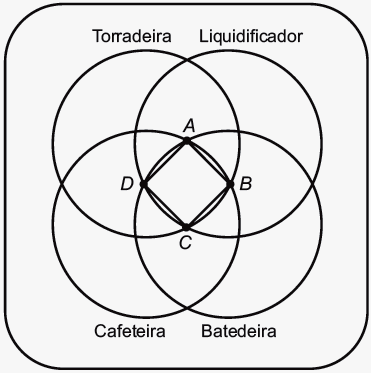 Torradeira Liquidificador
A
D B
C
Cafeteira Batedeira